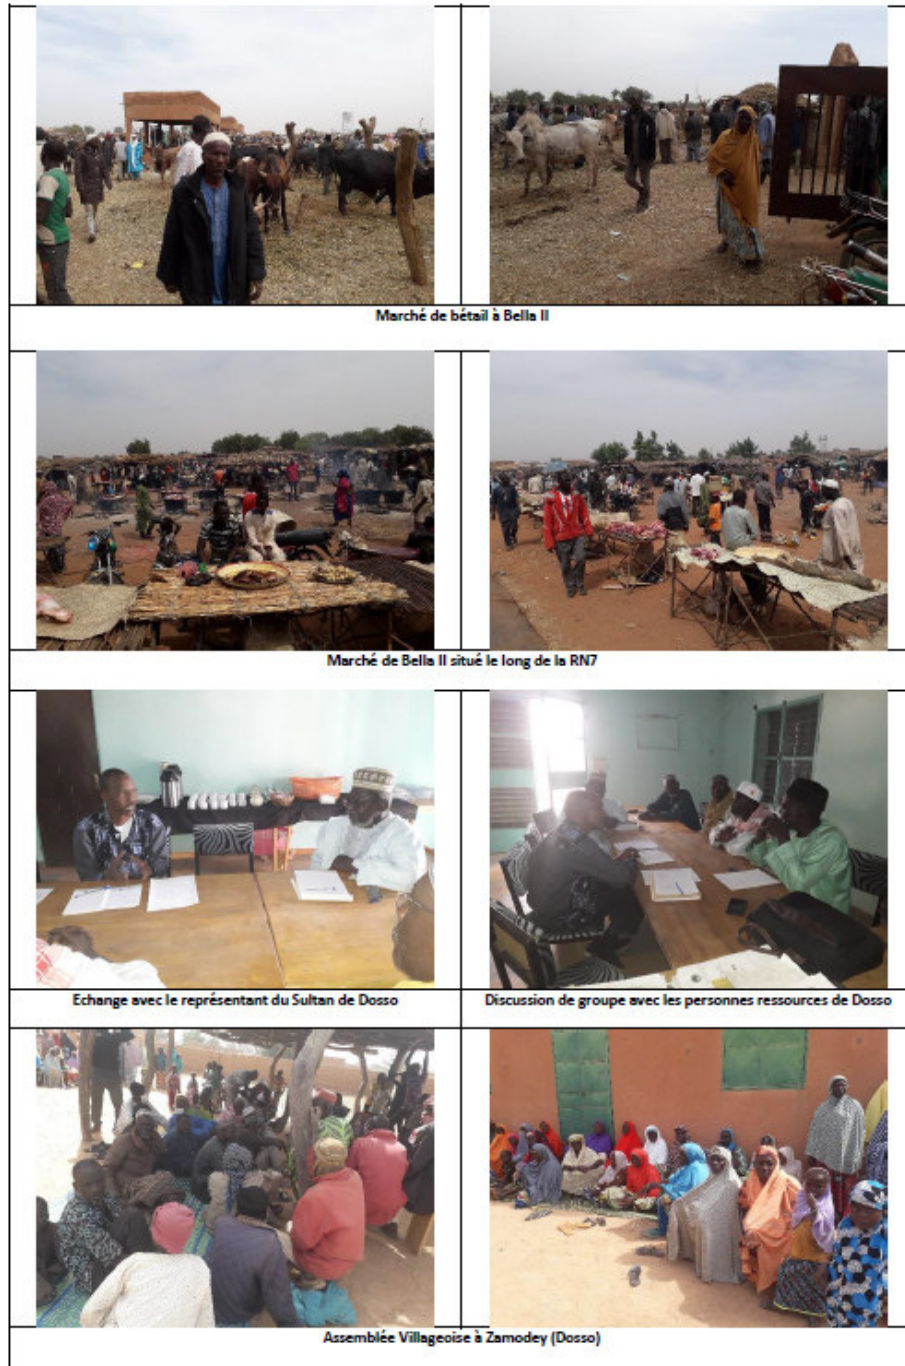 Marché de bétail à Bella II
Marché de Bella II situé le long de la RN7
Echange avec le représentant du Sultan de Dosso
Discussion de groupe avec les personnes ressources de Dosso
Assemblée Villageoise à Zamodey (Dosso)